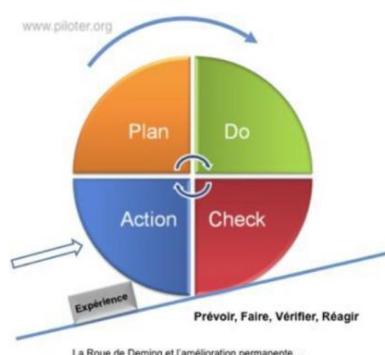 www.piloter.org
Plan
Do
Action
Check
Expérience
Prévoir, Faire, Vérifier, Réagir
La Roue de Deming et l'amélioration permanente